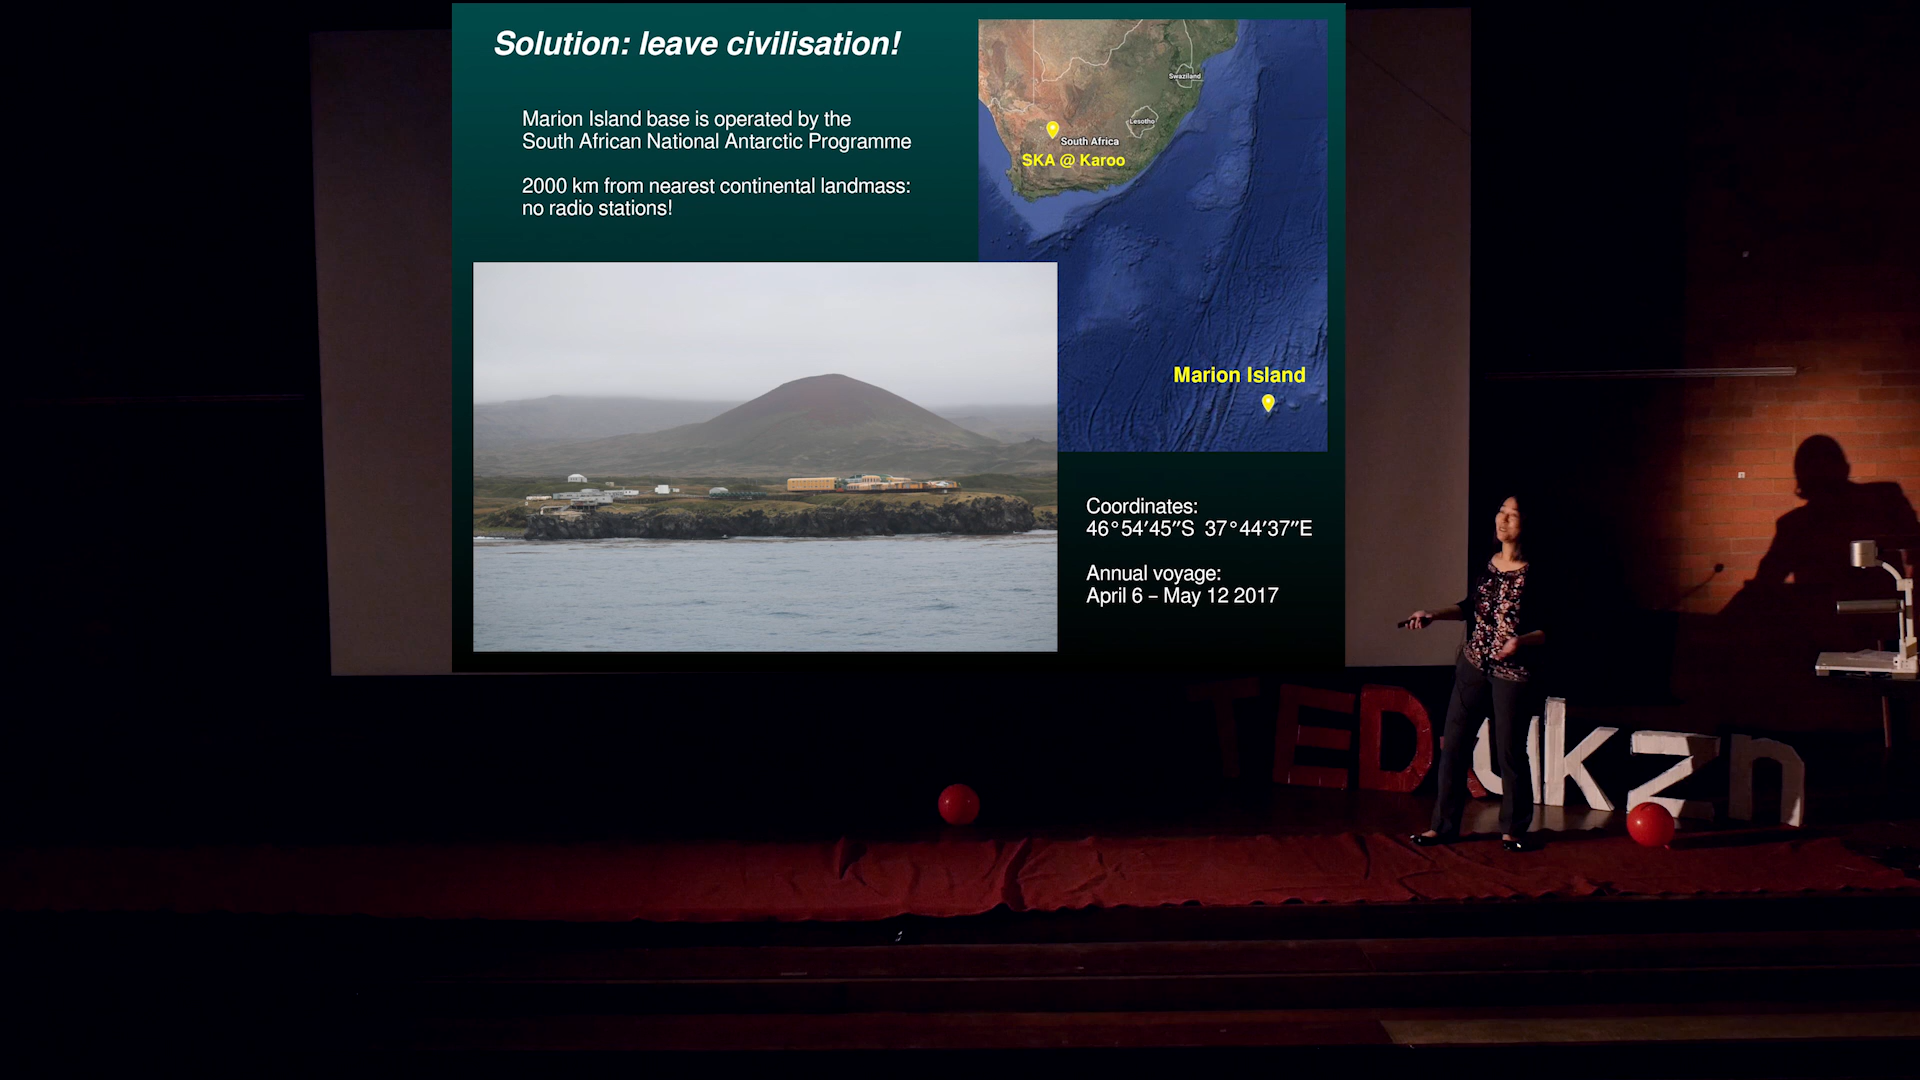 Solution: leave civilisation!
Marion Island base is operated by the
South African National Antarctic Programme
2000 km from nearest continental landmass:
no radio stations!
Swaziland
Lesotho
South Africa
SKA @ Karoo
Marion Island
Coordinates:
46°54′45″S 37°44′37″E
Annual voyage:
April 6 – May 12 2017
TEDxukzn